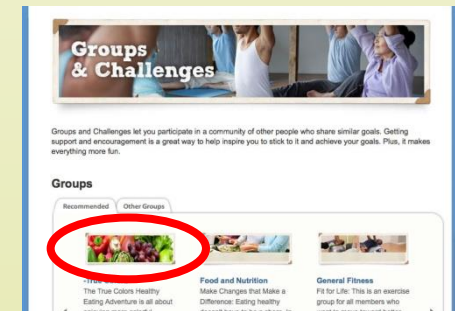 Groups
& Challenges
Groups and Challenges let you participate in a community of other people who share similar goals. Getting
support and encouragement is a great way to help inspire you to stick to it and achieve your goals. Plus, it makes
everything more fun.
Groups
Recommended
Other Groups
The True Colors Healthy
Eating Adventure is all about
Food and Nutrition
Make Changes that Make a
Difference: Eating healthy
General Fitness
Fit for Life: This is an exercise
group for all members who